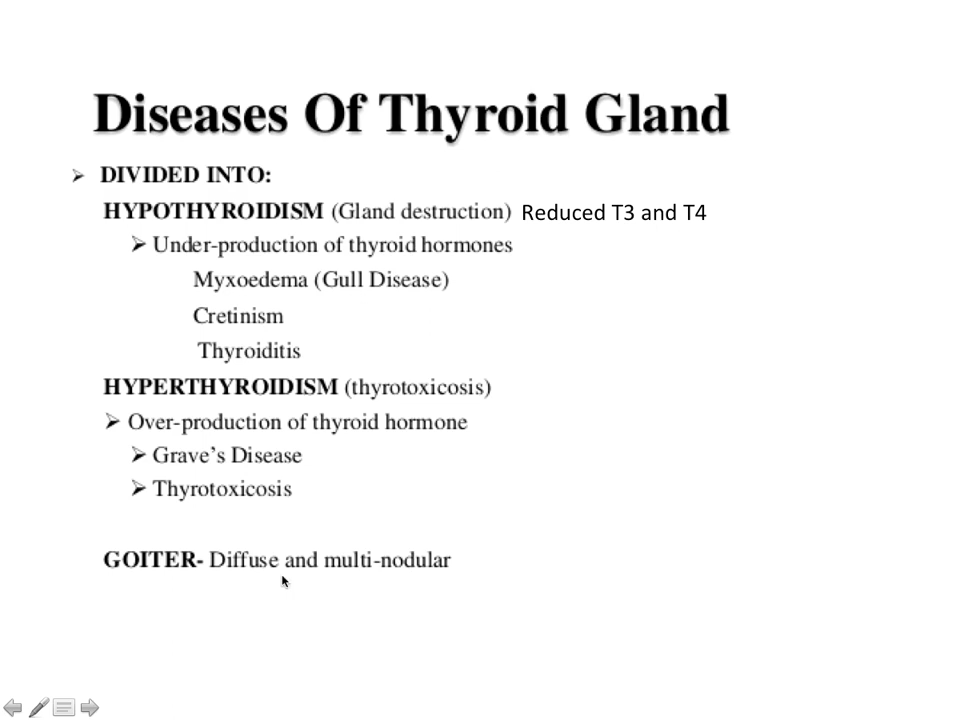 Diseases Of Thyroid Gland
➢ DIVIDED INTO:
HYPOTHYROIDISM (Gland destruction) Reduced T3 and T4
➢ Under-production of thyroid hormones
Myxoedema (Gull Disease)
Cretinism
Thyroiditis
HYPERTHYROIDISM (thyrotoxicosis)
➢ Over-production of thyroid hormone
➢ Grave's Disease
➢ Thyrotoxicosis
GOITER- Diffuse and multi-nodular